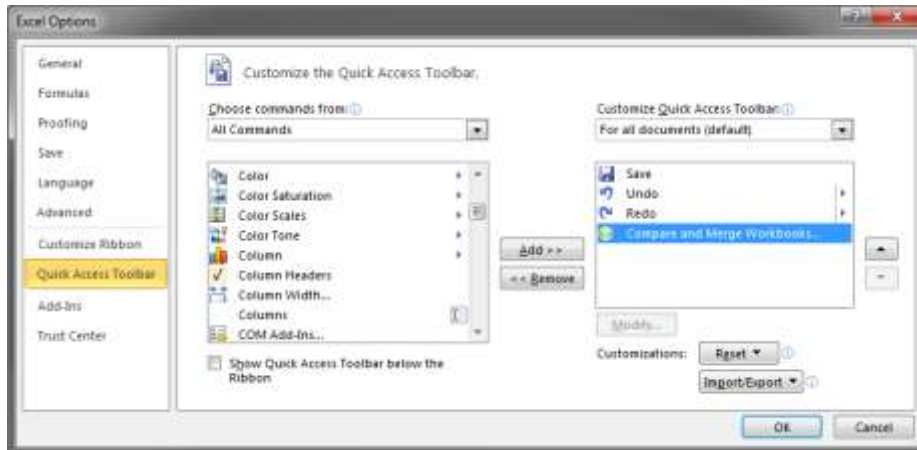 Excel Options
General
Formulas
Proofing
Save
Language
Advanced
Customize Ribbon
Quick Access Toolbar
Add-Ins
Trust Center
Customize the Quick Access Toolbar.
Choose commands from:
All Commands
Color
Color Saturation
Color Scales
Color Tone
Column
Column Headers
Column Width...
Columns
COM Add-Ins...
Show Quick Access Toolbar below the
Ribbon
Add >>
<< Remove
Customize Quick Access Toolbar:
For all documents (default)
Save
Undo
Redo
Compare and Merge Workbooks...
Modify...
Customizations:
Reset
Import/Export
OK
Cancel